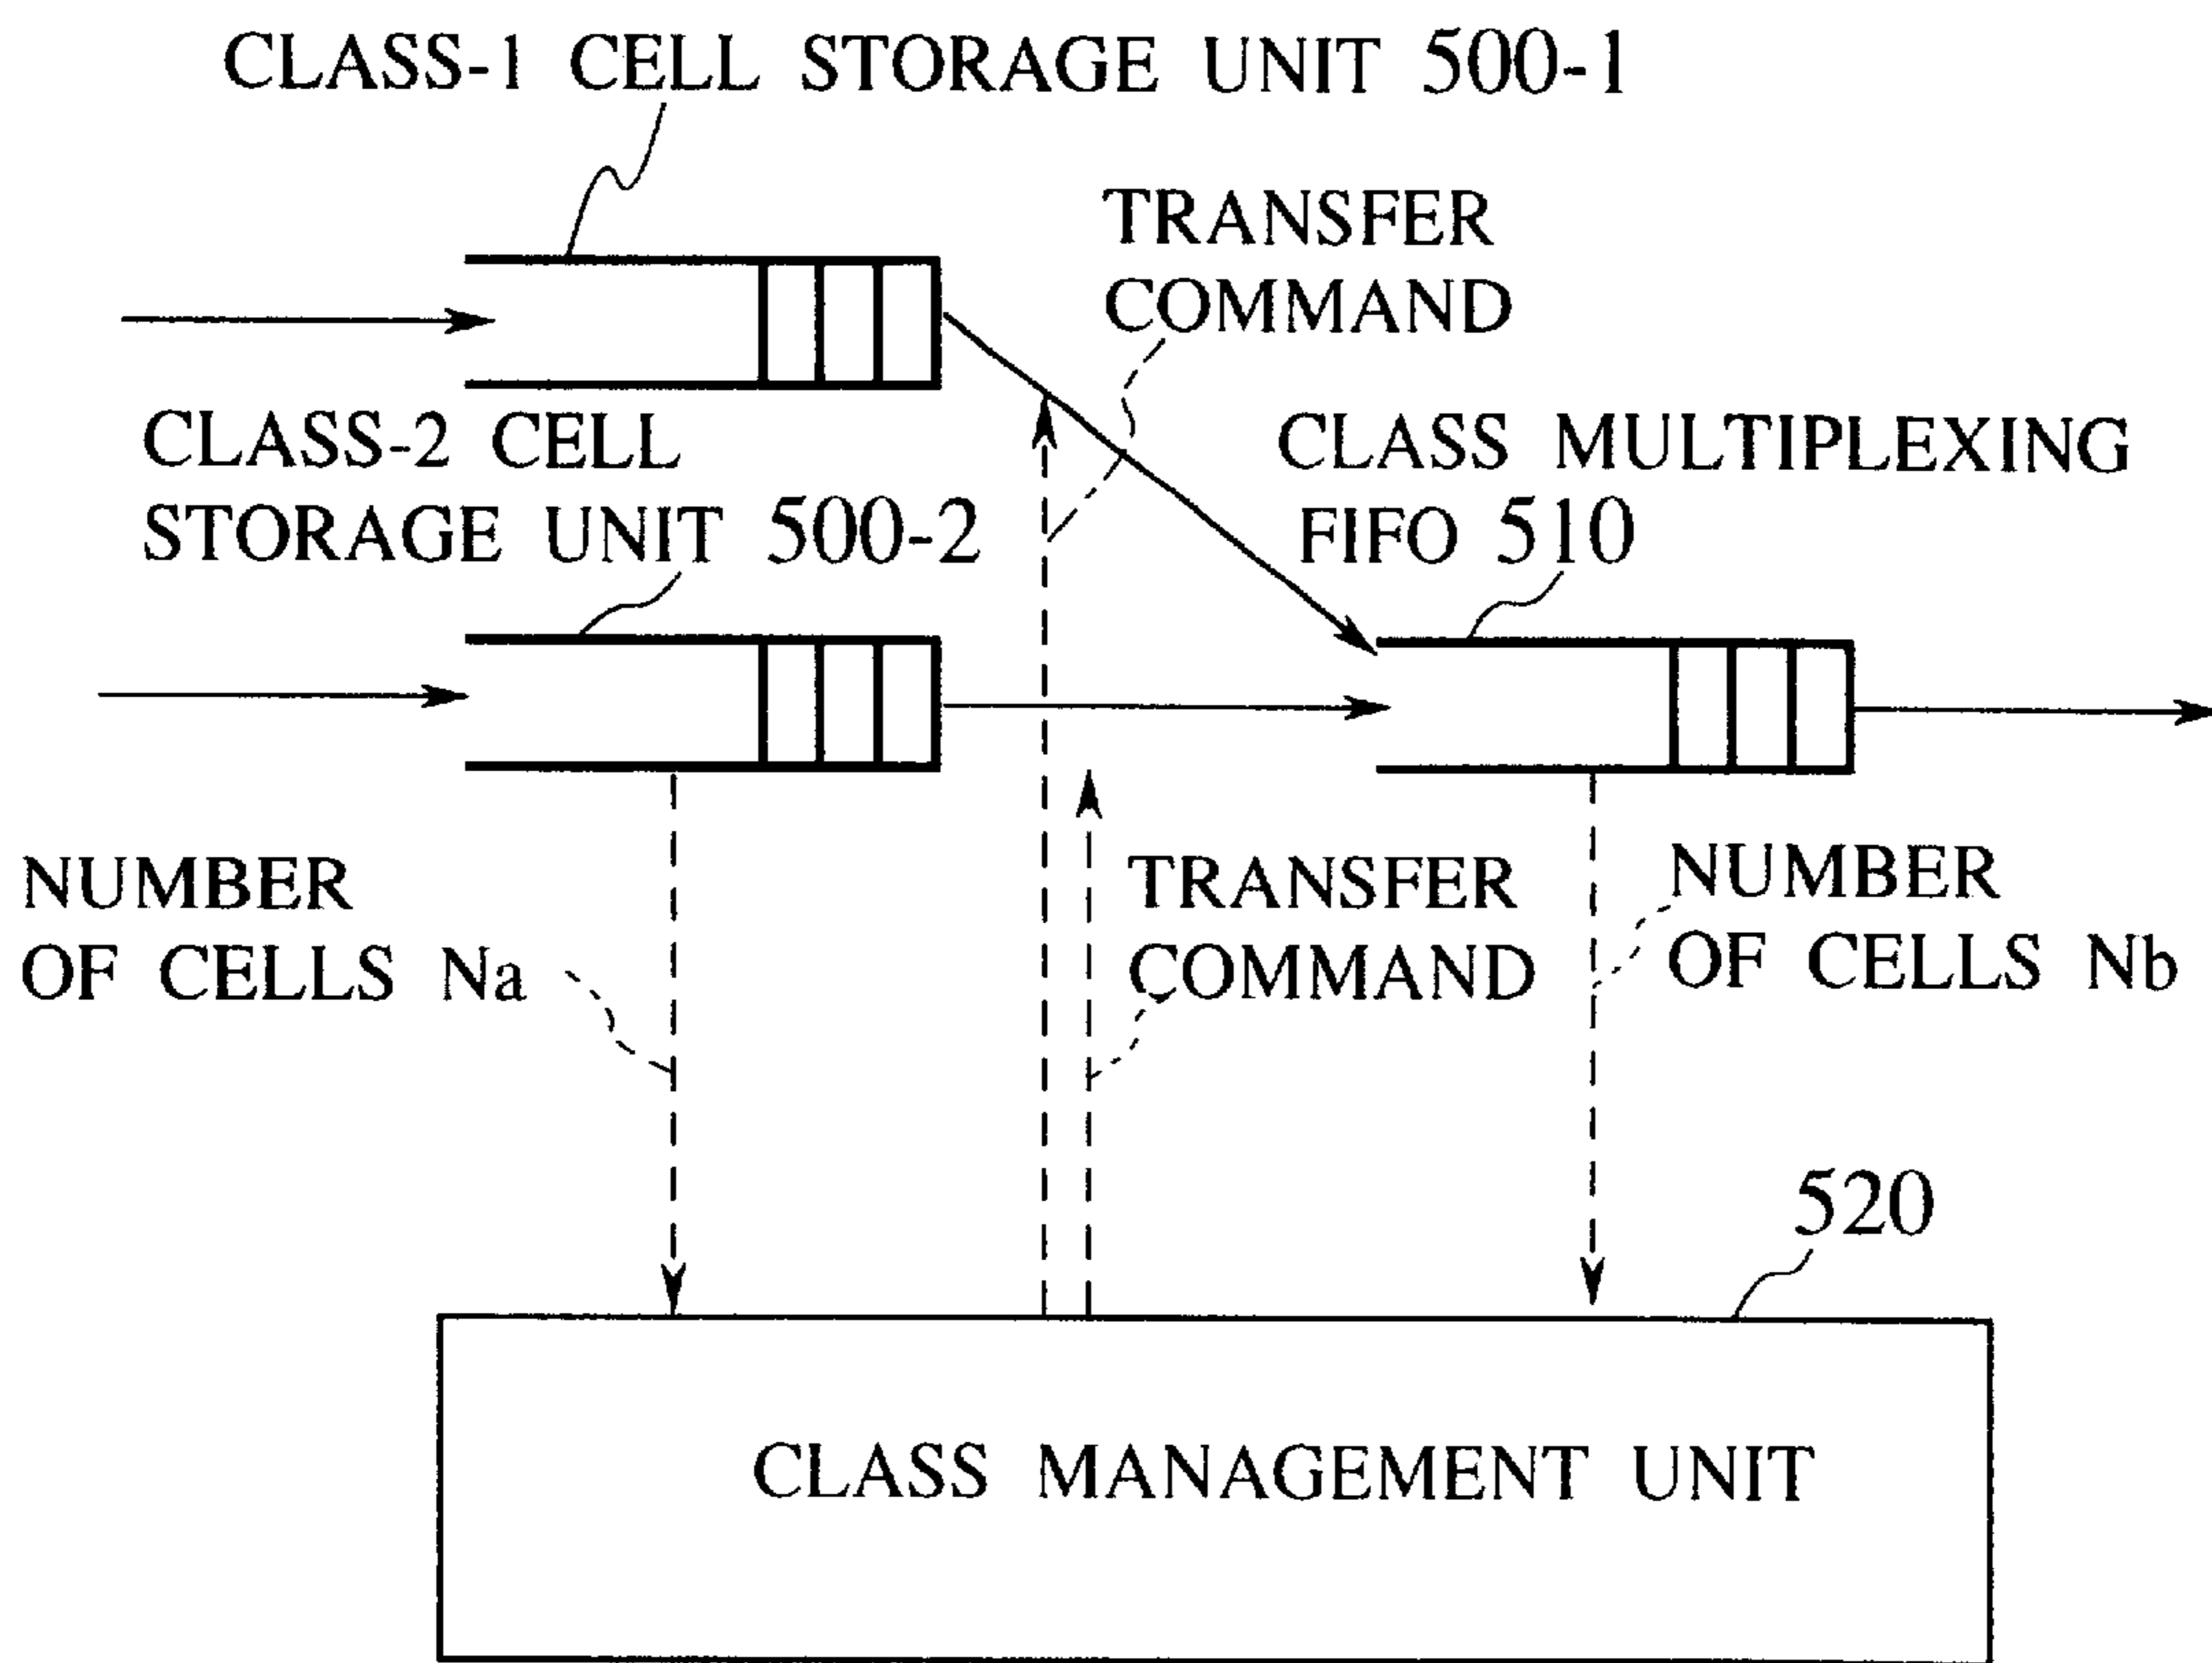 CLASS-1 CELL STORAGE UNIT 500-1
TRANSFER
COMMAND
CLASS-2 CELL
STORAGE UNIT 500-2
CLASS MULTIPLEXING
FIFO 510
NUMBER
OF CELLS Na
TRANSFER
COMMAND
NUMBER
OF CELLS Nb
520
CLASS MANAGEMENT UNIT